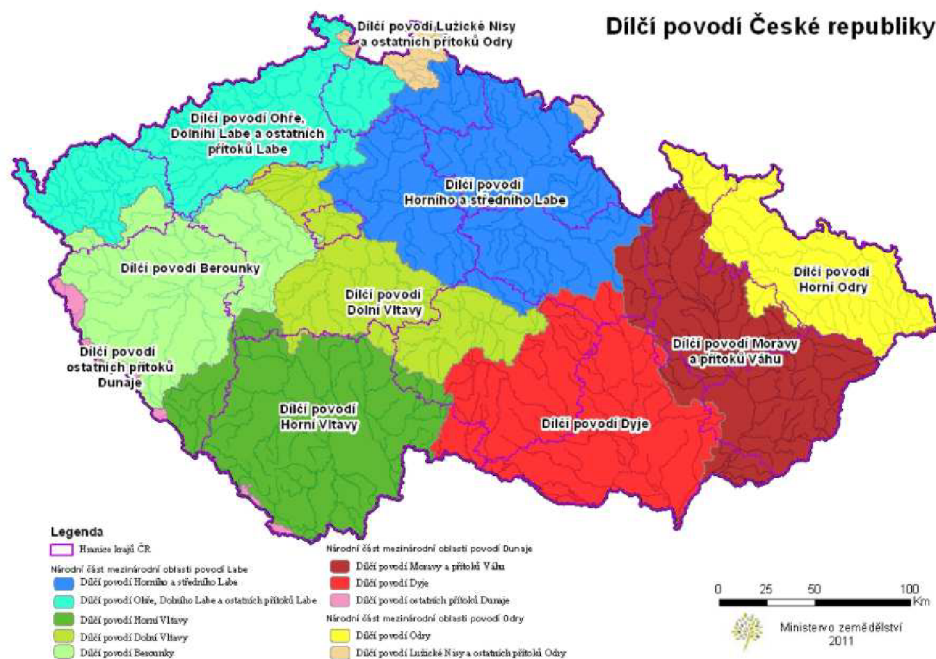 Dílčí povodí České republiky
Dílčí povodí Lužické Nisy
a ostatních přítoků Odry
Dílčí povodí Ohře,
Dolního Labe a ostatních
přítoků Labe
Dílčí povodí
Horního a středního Labe
Dílčí povodí Berounky
Dílčí povodí
Horní Odry
Dílčí povodí
Dolní Vltavy
Dílčí povodí Moravy
a přítoků Váhu
Dílčí povodí
ostatních přítoků
Dunaje
Dílčí povodí
Horní Vltavy
Dílčí povodí Dyje
Legenda
Hranice krajů ČR
Národní část mezinárodní oblasti povodí Labe
Dílčí povodí Horního a středního Labe
Dílčí povodí Ohře, Dolního Labe a ostatních přítoků Labe
Dílčí povodí Horní Vltavy
Dílčí povodí Dolní Vltavy
Dílčí povodí Berounky
Národní část mezinárodní oblasti povodí Dunaje
Dílčí povodí Moravy a přítoků Váhu
Dílčí povodí Dyje
Dílčí povodí ostatních přítoků Dunaje
Národní část mezinárodní oblasti povodí Odry
Dílčí povodí Odry
Dílčí povodí Lužické Nisy a ostatních přítoků Odry
0 25 50 100
Km
Ministervo zemědělství
2011